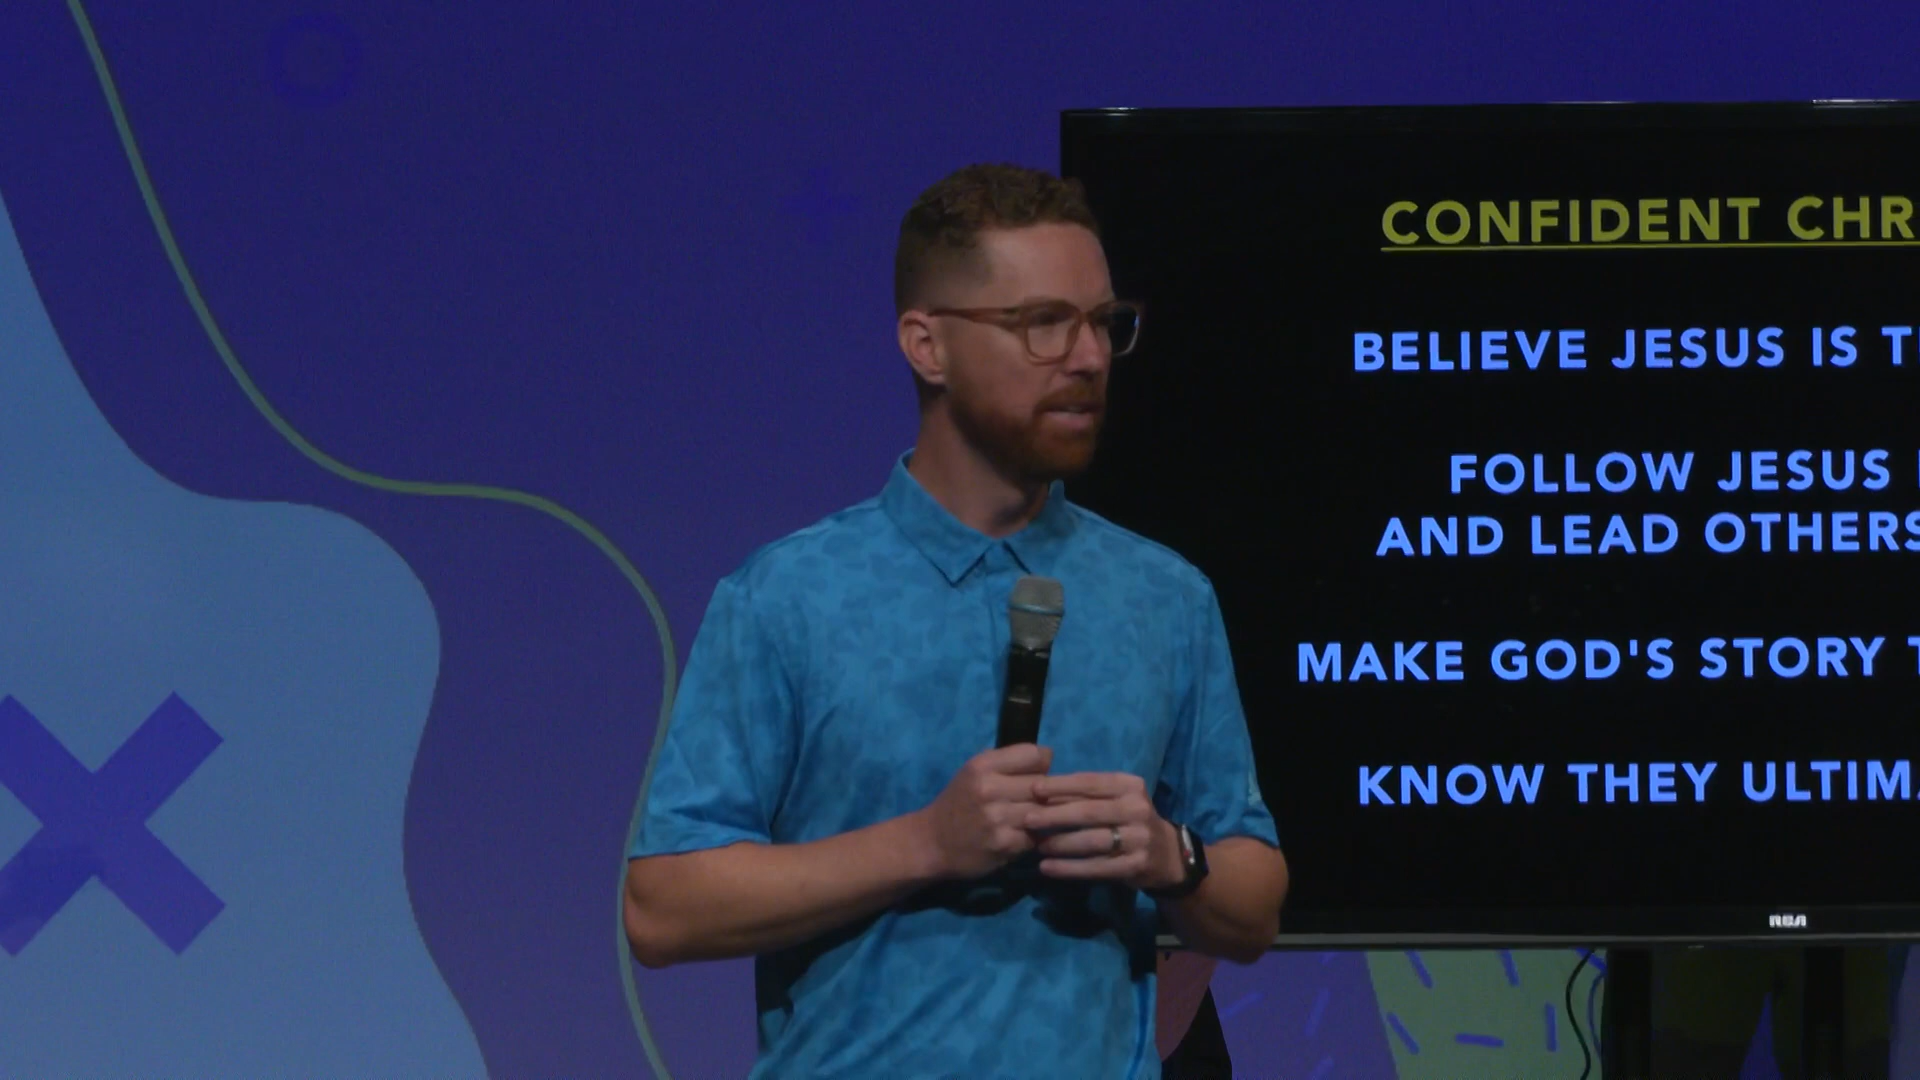 CONFIDENT CHR
BELIEVE JESUS IS T
FOLLOW JESUS
AND LEAD OTHERS
MAKE GOD'S STORY T
KNOW THEY ULTIM
RCA